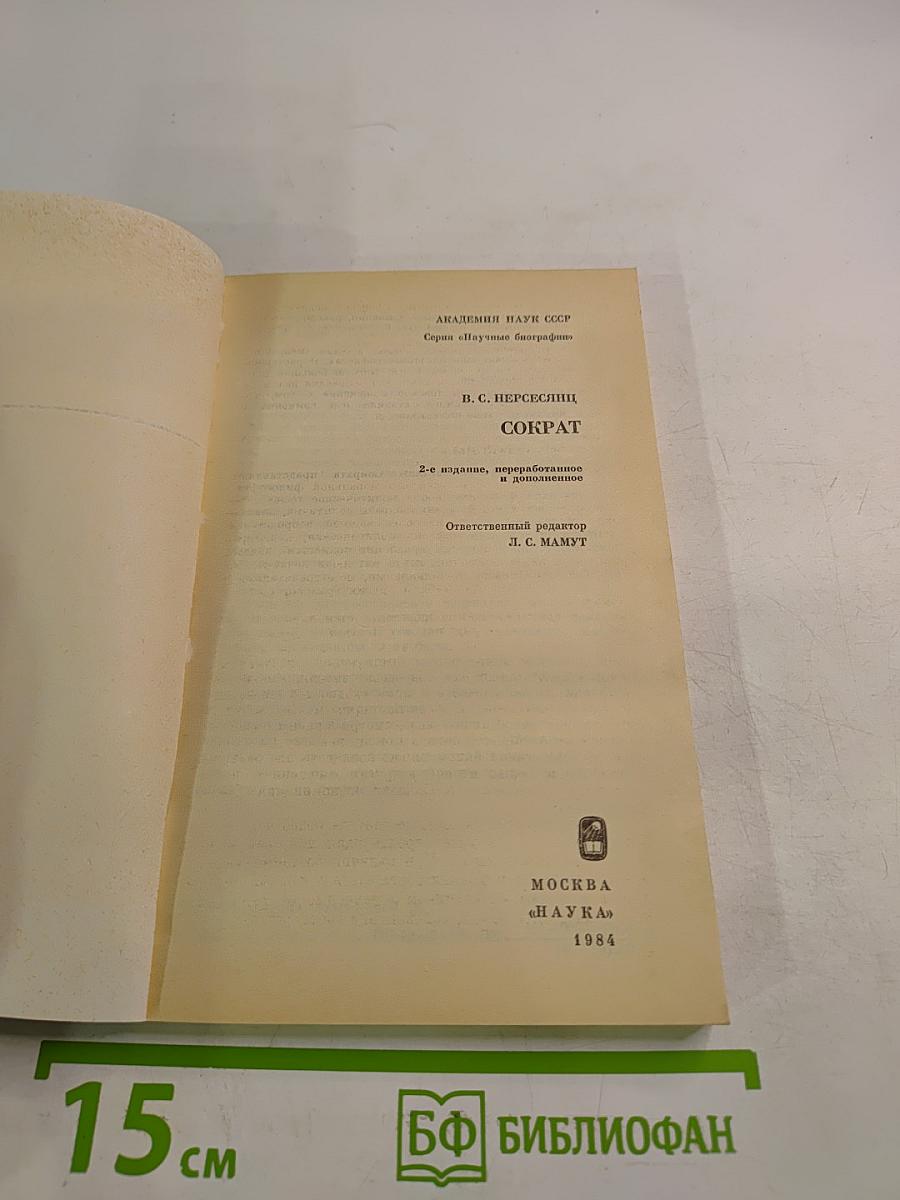 АКАДЕМИЯ НАУК СССР
Серия «Научные биографии»
В. С. НЕРСЕСЯНЦ
СОКРАТ
2-е издание, переработанное
и дополненное
Ответственный редактор
Л. С. МАМУТ
МОСКВА
«НАУКА»
1984
15 см
БФ БИБЛИОФАН